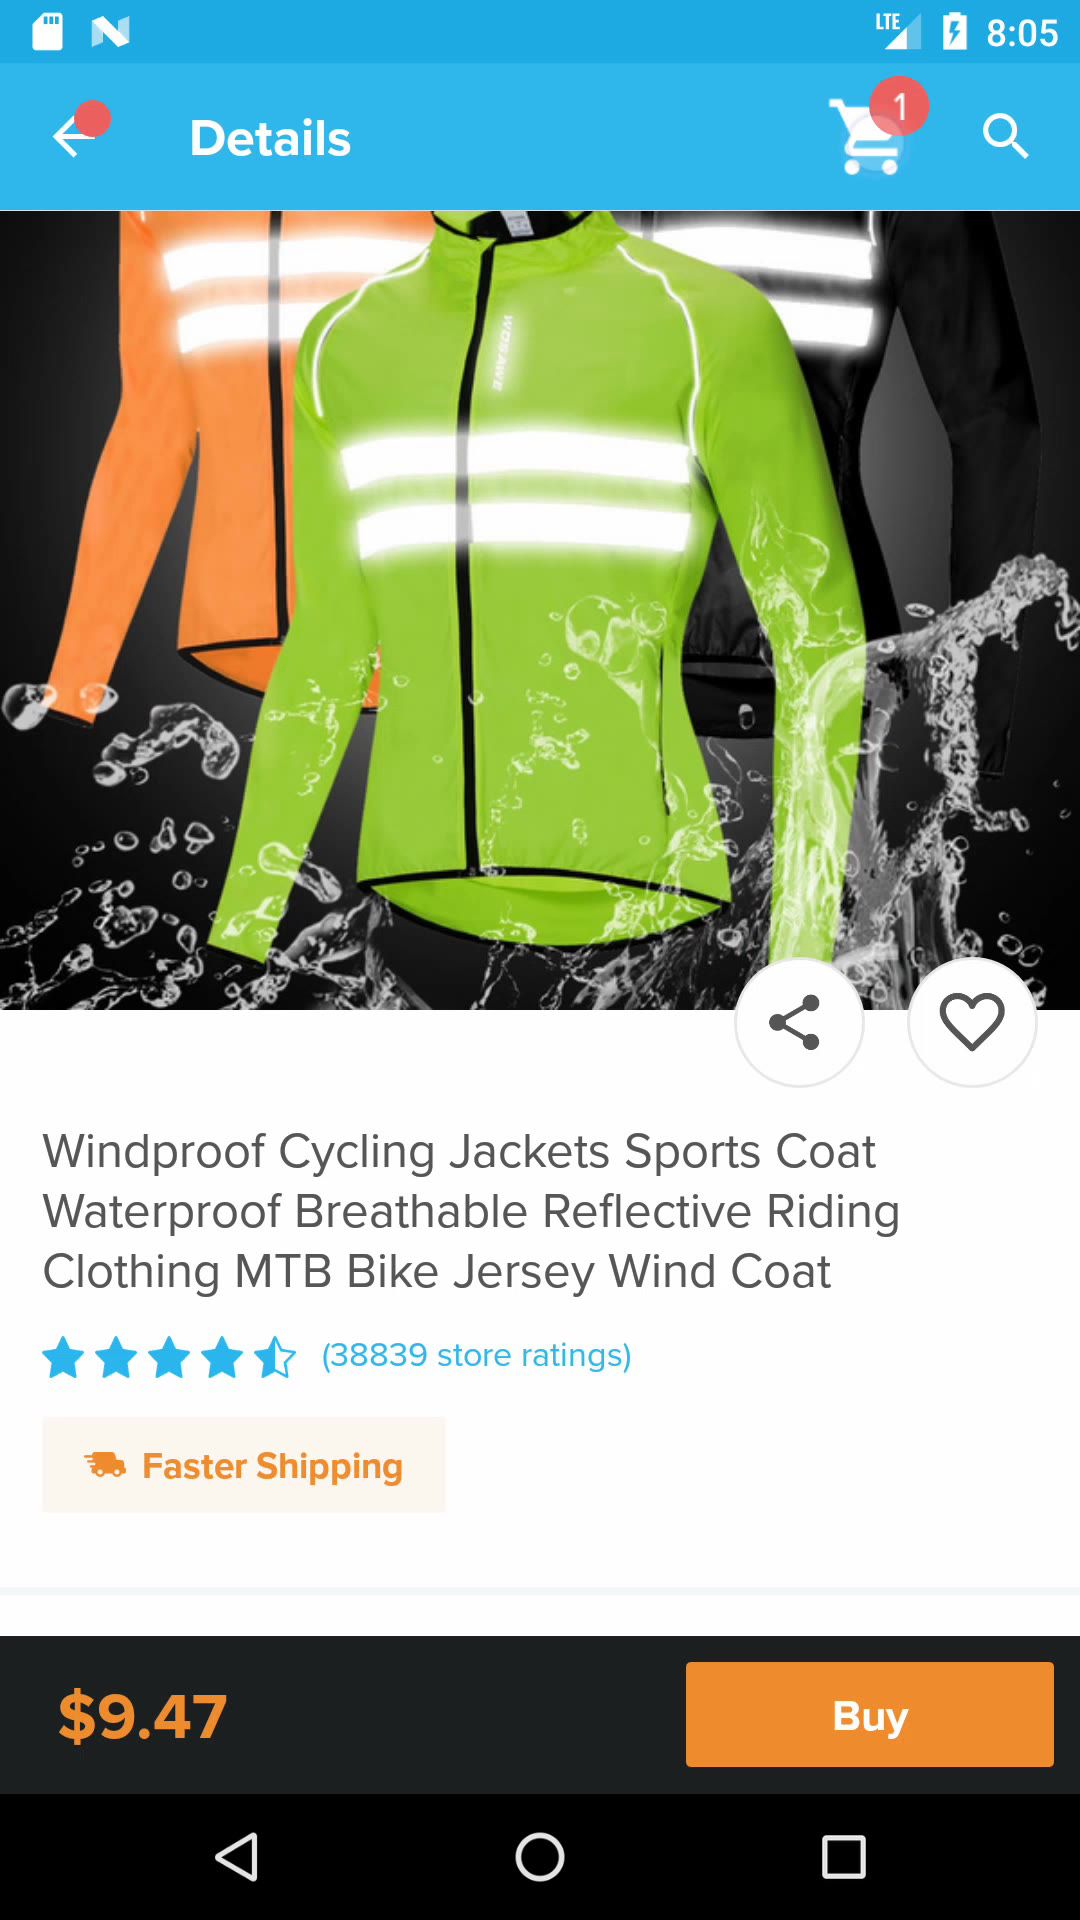 LTE
8:05
Details
1
WOSAWE
Windproof Cycling Jackets Sports Coat
Waterproof Breathable Reflective Riding
Clothing MTB Bike Jersey Wind Coat
(38839 store ratings)
Faster Shipping
$9.47
Buy